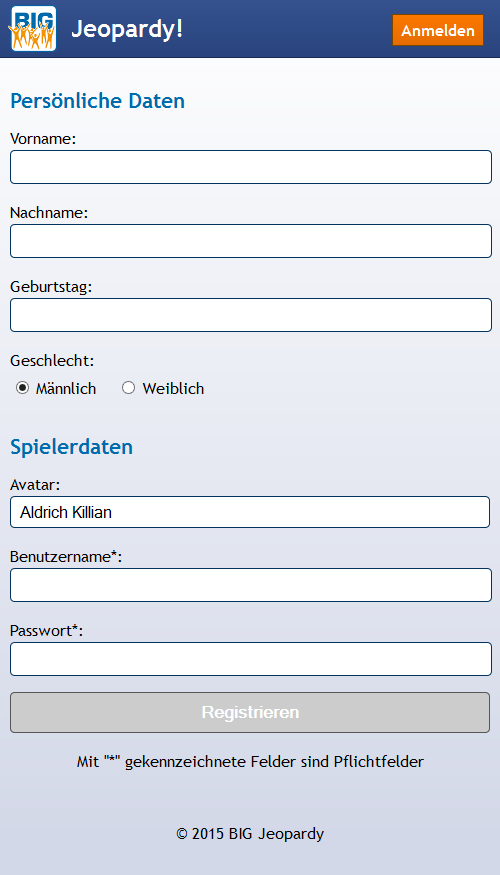 BIG
Jeopardy!
Anmelden
Persönliche Daten
Vorname:
Nachname:
Geburtstag:
Geschlecht:
Männlich Weiblich
Spielerdaten
Avatar:
Aldrich Killian
Benutzername*:
Passwort*:
Registrieren
Mit "*" gekennzeichnete Felder sind Pflichtfelder
© 2015 BIG Jeopardy